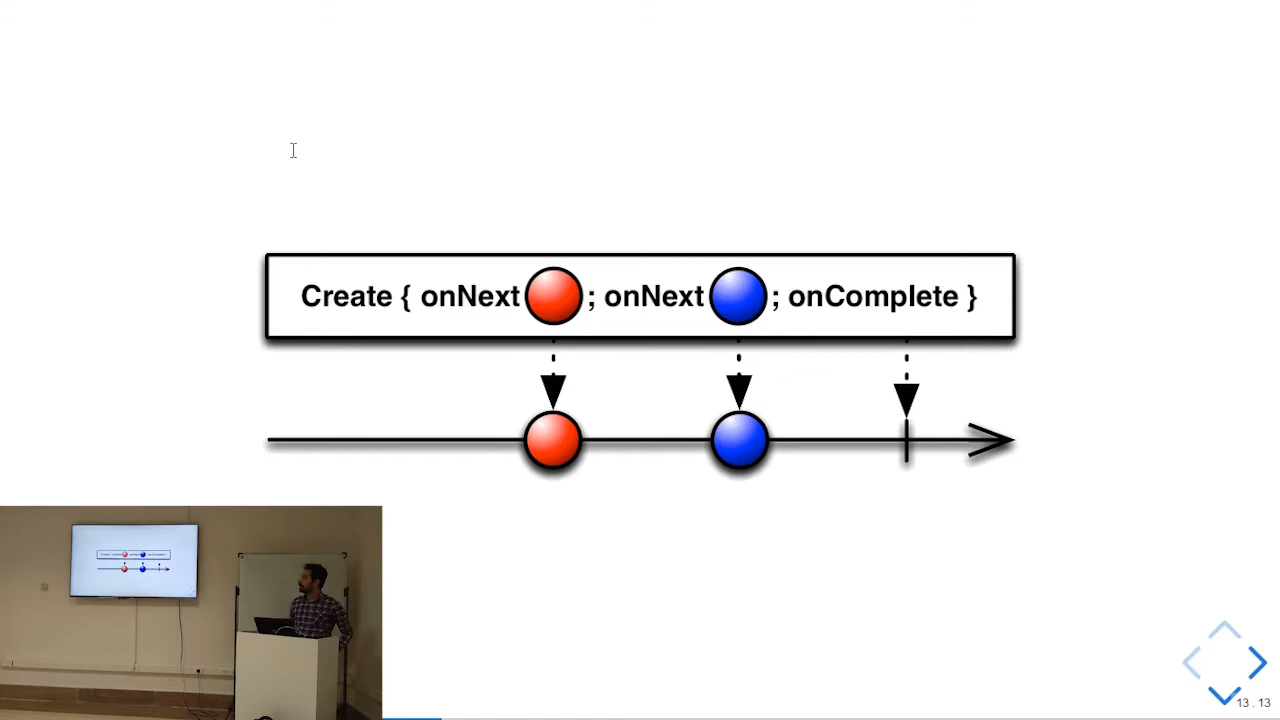 Create { onNext ; onNext ; onComplete }
13 . 13